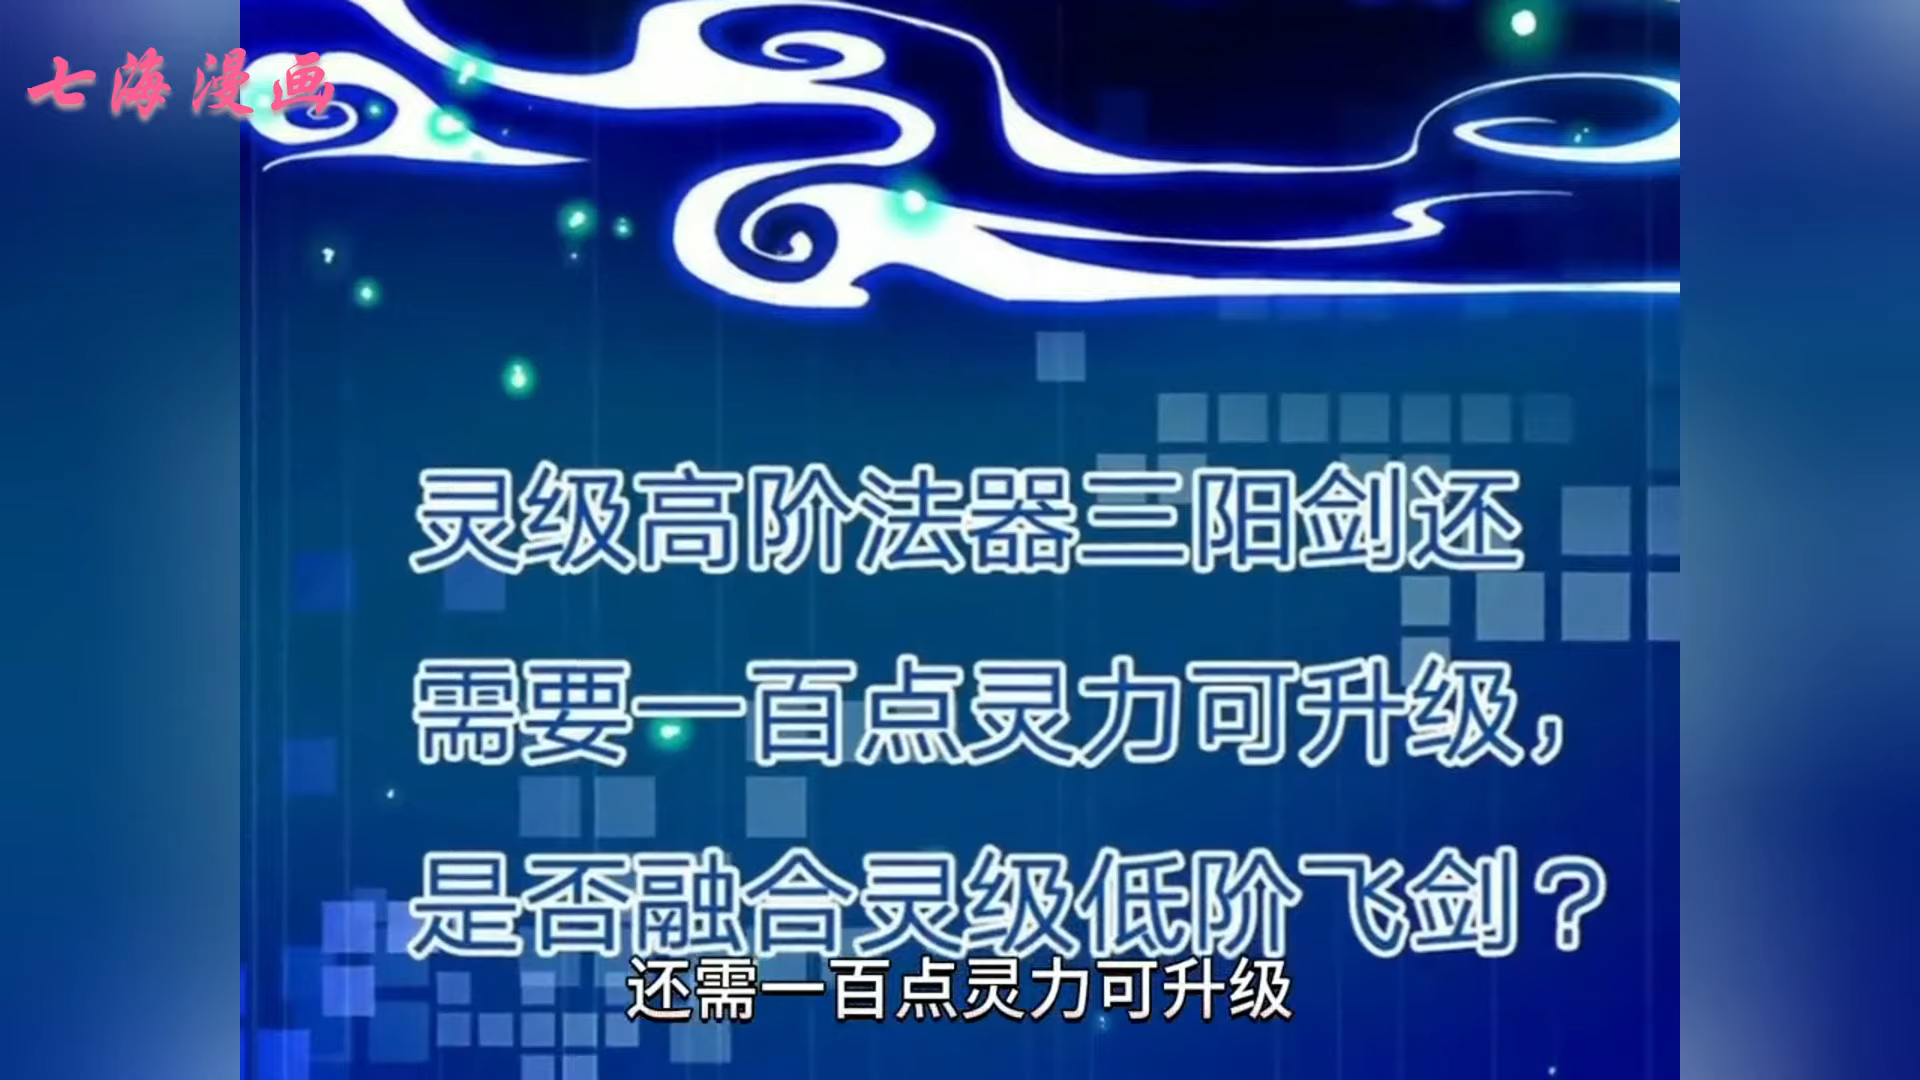 七海漫画
灵级高阶法器三阳剑还
需要一百点灵力可升级，
是否融合灵级低阶飞剑？
还需一百点灵力可升级